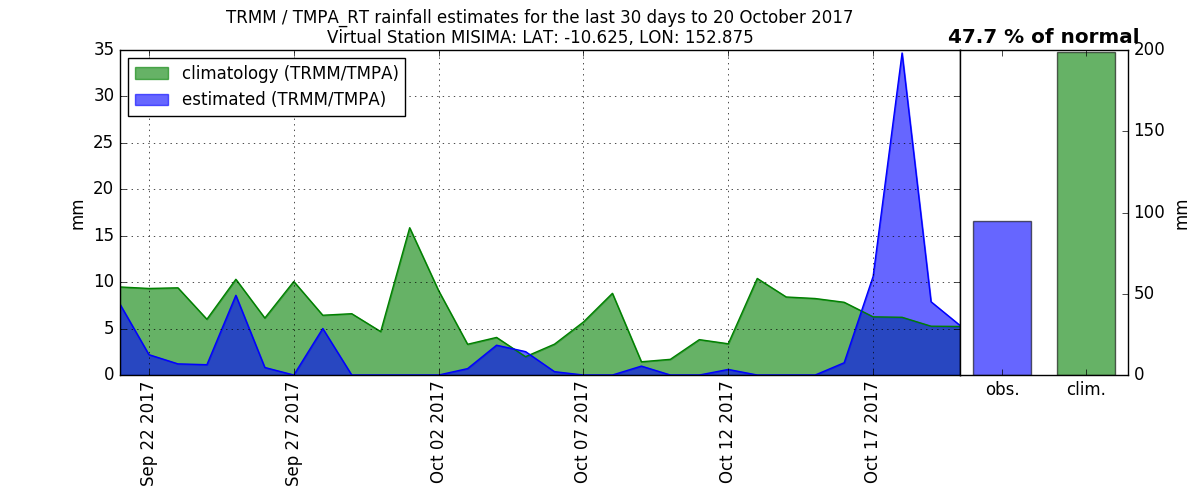 TRMM / TMPA_RT rainfall estimates for the last 30 days to 20 October 2017
Virtual Station MISIMA: LAT: -10.625, LON: 152.875
47.7 % of normal
climatology (TRMM/TMPA)
estimated (TRMM/TMPA)
35
30
25
20
15
10
5
0
mm
Sep 22 2017
Sep 27 2017
Oct 02 2017
Oct 07 2017
Oct 12 2017
Oct 17 2017
200
150
100
50
0
mm
obs.
clim.